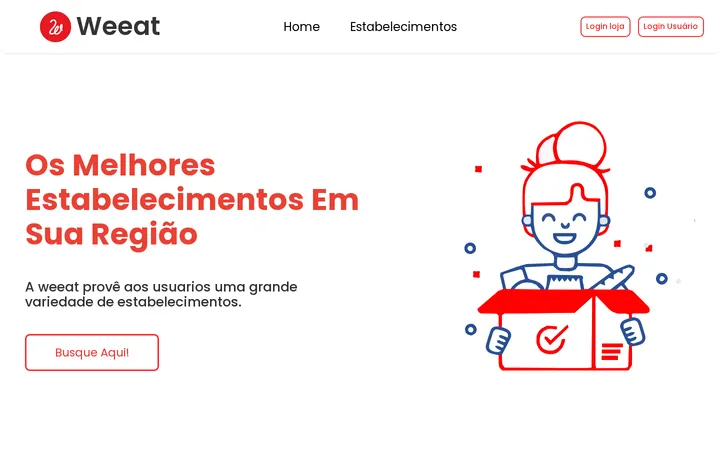 Weeat
Home
Estabelecimentos
Login loja
Login Usuário
Os Melhores
Estabelecimentos Em
Sua Região
A weeat provê aos usuarios uma grande
variedade de estabelecimentos.
Busque Aqui!